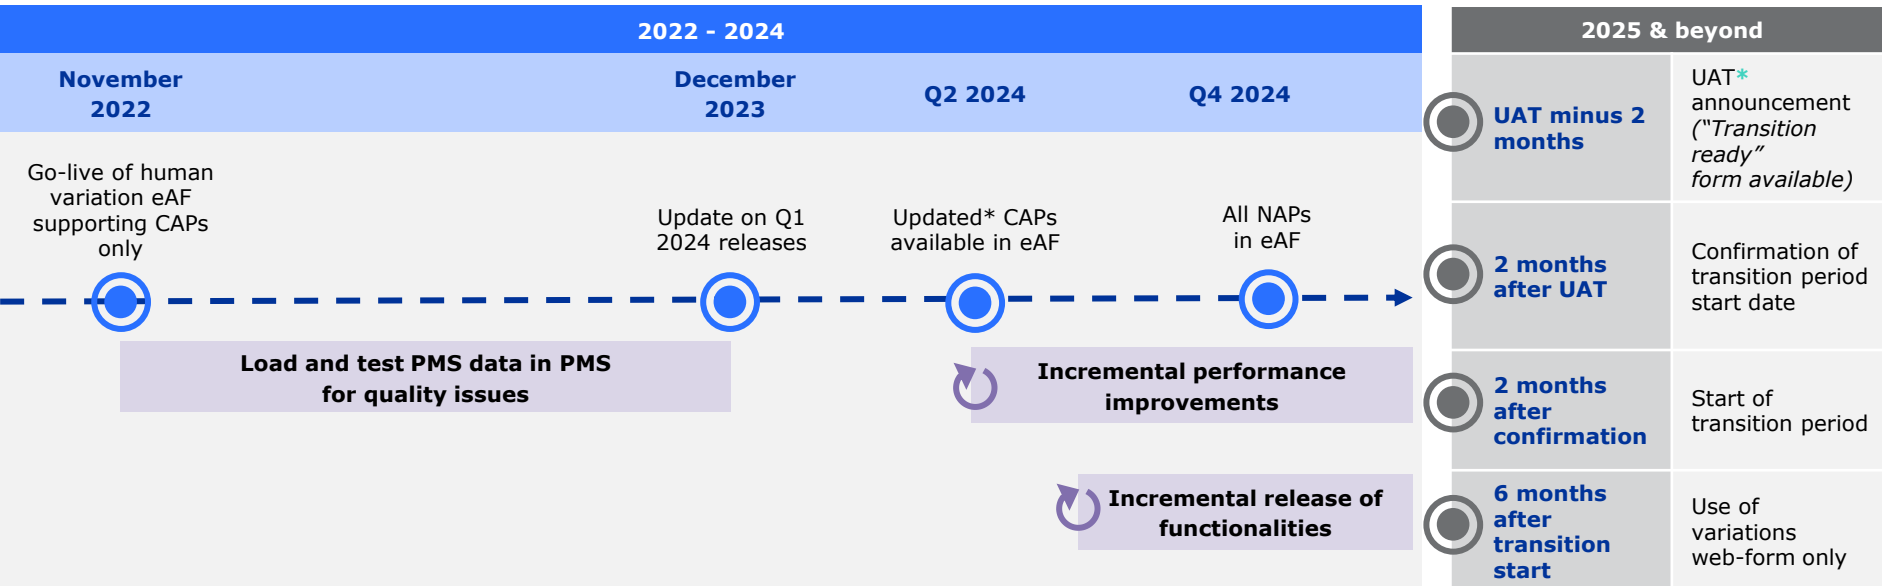 2022 - 2024
November
2022
December
2023
Q2 2024
Q4 2024
Go-live of human
variation eAF
supporting CAPs
only
Update on Q1
2024 releases
Updated* CAPs
available in eAF
All NAPs
in eAF
Load and test PMS data in PMS
for quality issues
Incremental performance
improvements
Incremental release of
functionalities
2025 & beyond
UAT minus 2
months
UAT*
announcement
(“Transition
ready”
form available)
2 months
after UAT
Confirmation of
transition period
start date
2 months
after
confirmation
Start of
transition period
6 months
after
transition
start
Use of
variations
web-form only